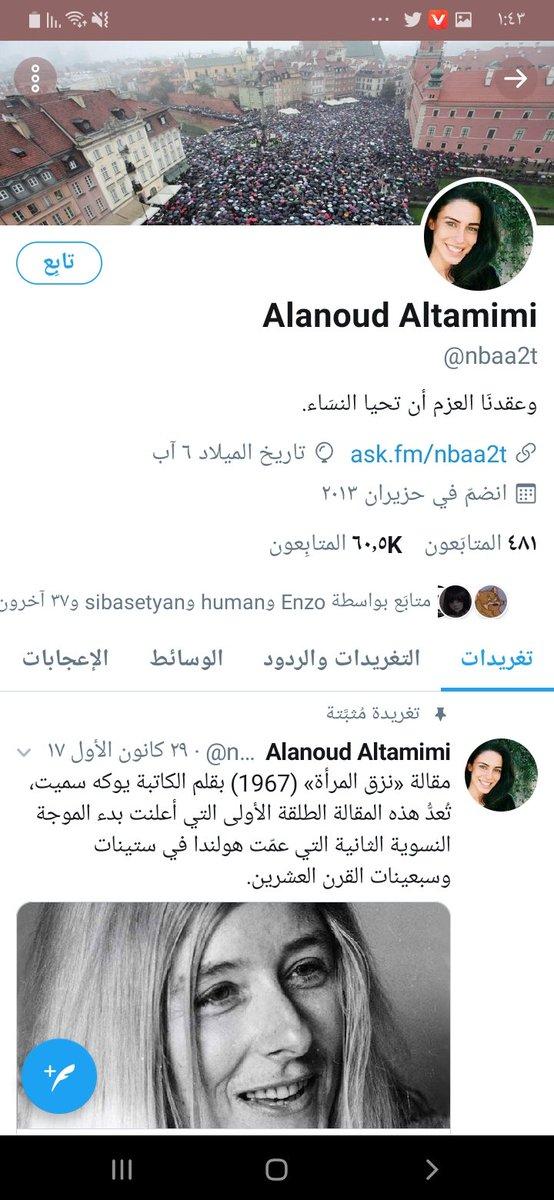 ١:٤٣
تابِع
Alanoud Altamimi
@nbaa2t
وعقدنَا العزم أن تحيا النسَاء.
ask.fm/nbaa2t تاريخ الميلاد ٦ آب
انضمَ في حزيران ٢٠١٣
٤٨١ المتابَعون ٦٠,٥K المتابِعون
متابَع بواسطة Enzo وhuman وsibasetyan و٣٧ آخرون
تغريدات التغريدات والردود الوسائط الإعجابات
تغريدة مُثبَّتة
Alanoud Altamimi @n... · ٢٩ كانون الأول ١٧
مقالة «نزق المرأة» (1967) بقلم الكاتبة يوكه سميت،
تُعدُّ هذه المقالة الطلقة الأولى التي أعلنت بدء الموجة
النسوية الثانية التي عمّت هولندا في ستينات
وسبعينات القرن العشرين.